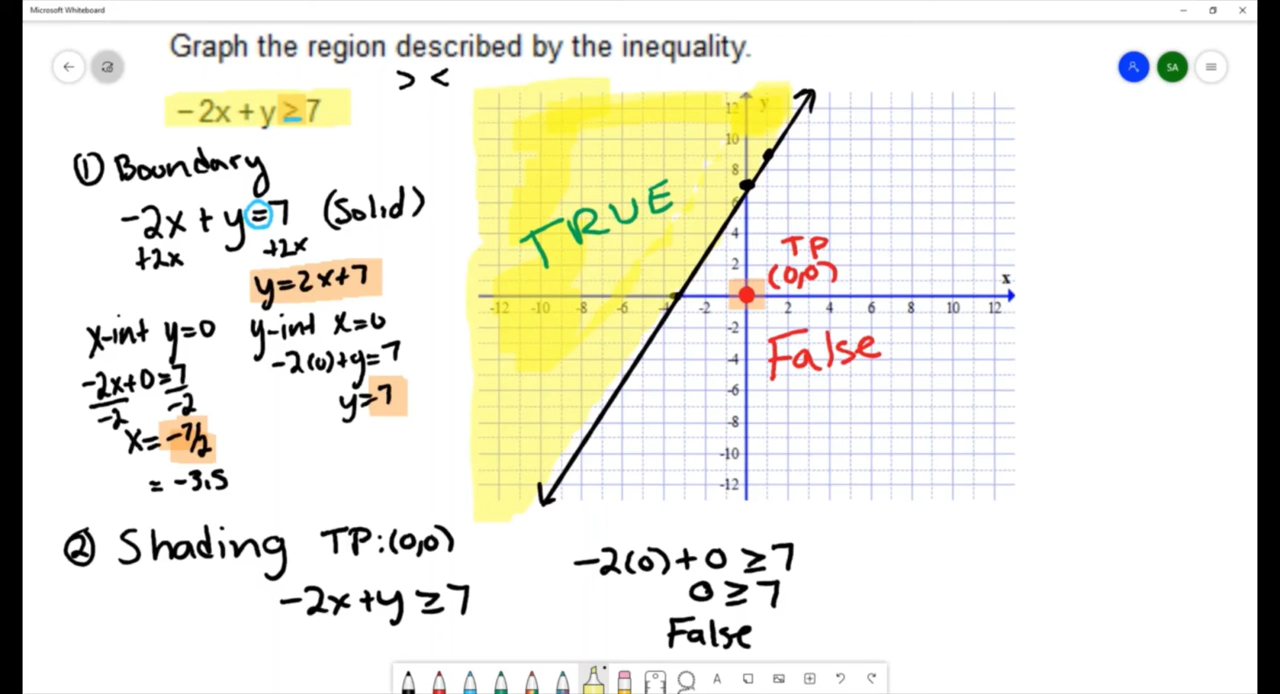 Microsoft Whiteboard
Graph the region described by the inequality.
> <
SA
− 2x + y ≥ 7
① Boundary
-2x + y = 7 (Solid)
+2x +2x
y=2x+7
x-int y=0
-2x+0=7
-2 -2
x= -7/2
= -3.5
y-int x=0
-2(0)+y=7
y=7
12 y
10
8
6
4
2
x
-12 -10 -8 -6 -4 -2 2 4 6 8 10 12
-2
-4
-6
-8
-10
-12
TRUE
TP
(0,0)
False
② Shading TP:(0,0)
-2x+y ≥ 7
-2(0)+0 ≥ 7
0 ≥ 7
False
A